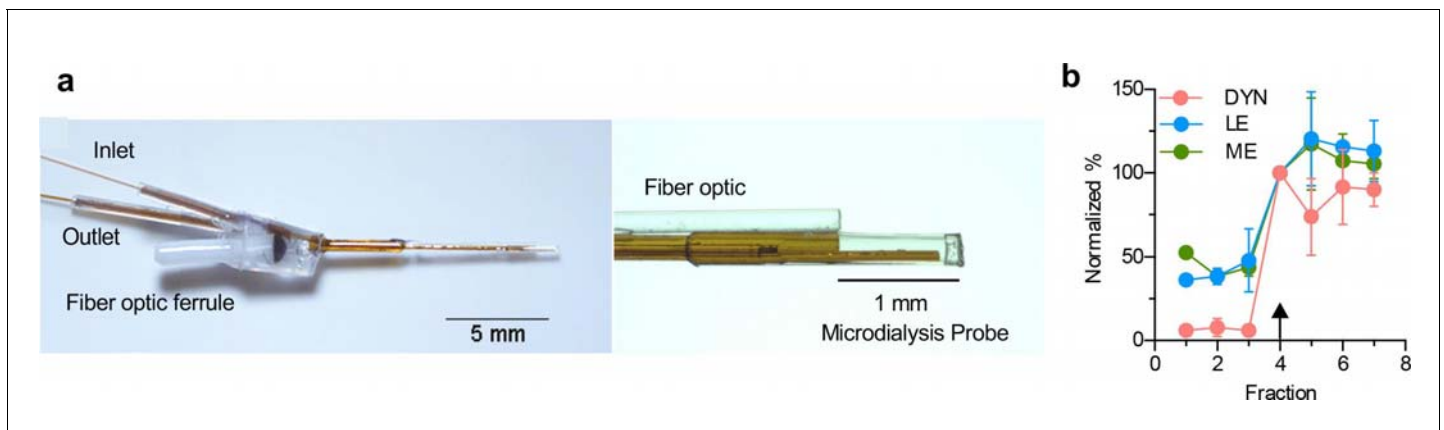 a
Inlet
Outlet
Fiber optic ferrule
5 mm
Fiber optic
1 mm
Microdialysis Probe
b
DYN
LE
ME
Normalized %
150
100
50
0
0 2 4 6 8
Fraction